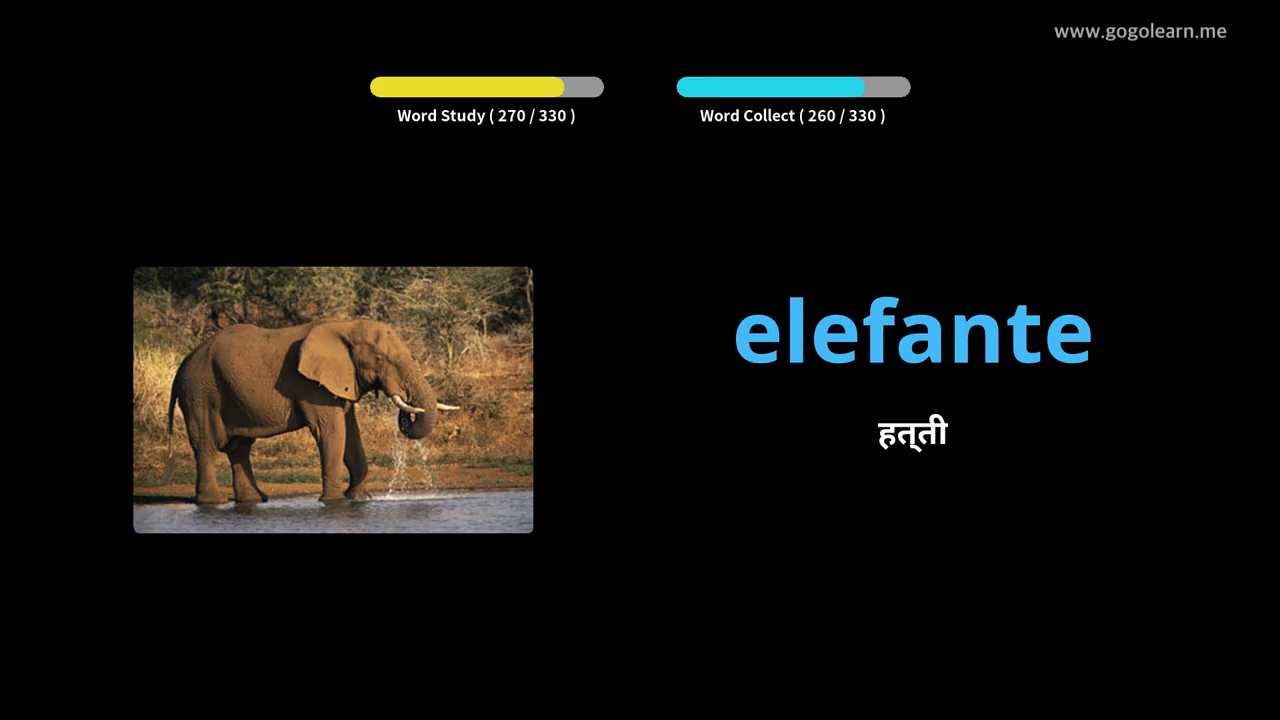 www.gogolearn.me
Word Study ( 270 / 330 )
Word Collect ( 260 / 330 )
elefante
हत्ती